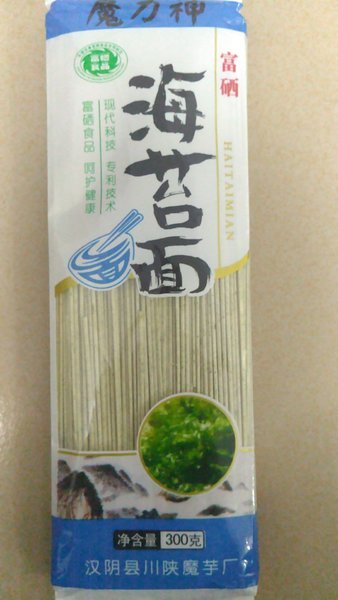 魔力神
富硒良品
富硒
海苔面
HAITAIMIAN
现代科技 专利技术
富硒食品 呵护健康
净含量 300克
汉阴县川陕魔芋厂